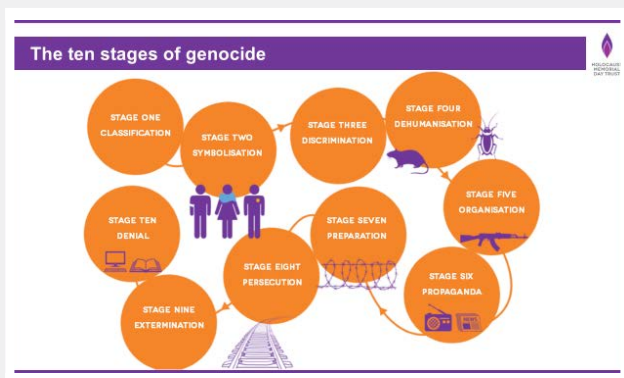 The ten stages of genocide
HOLOCAUST
MEMORIAL
DAY TRUST
STAGE ONE
CLASSIFICATION
STAGE TWO
SYMBOLISATION
STAGE THREE
DISCRIMINATION
STAGE FOUR
DEHUMANISATION
STAGE FIVE
ORGANISATION
STAGE SIX
PROPAGANDA
NEWS
STAGE SEVEN
PREPARATION
STAGE EIGHT
PERSECUTION
STAGE NINE
EXTERMINATION
STAGE TEN
DENIAL